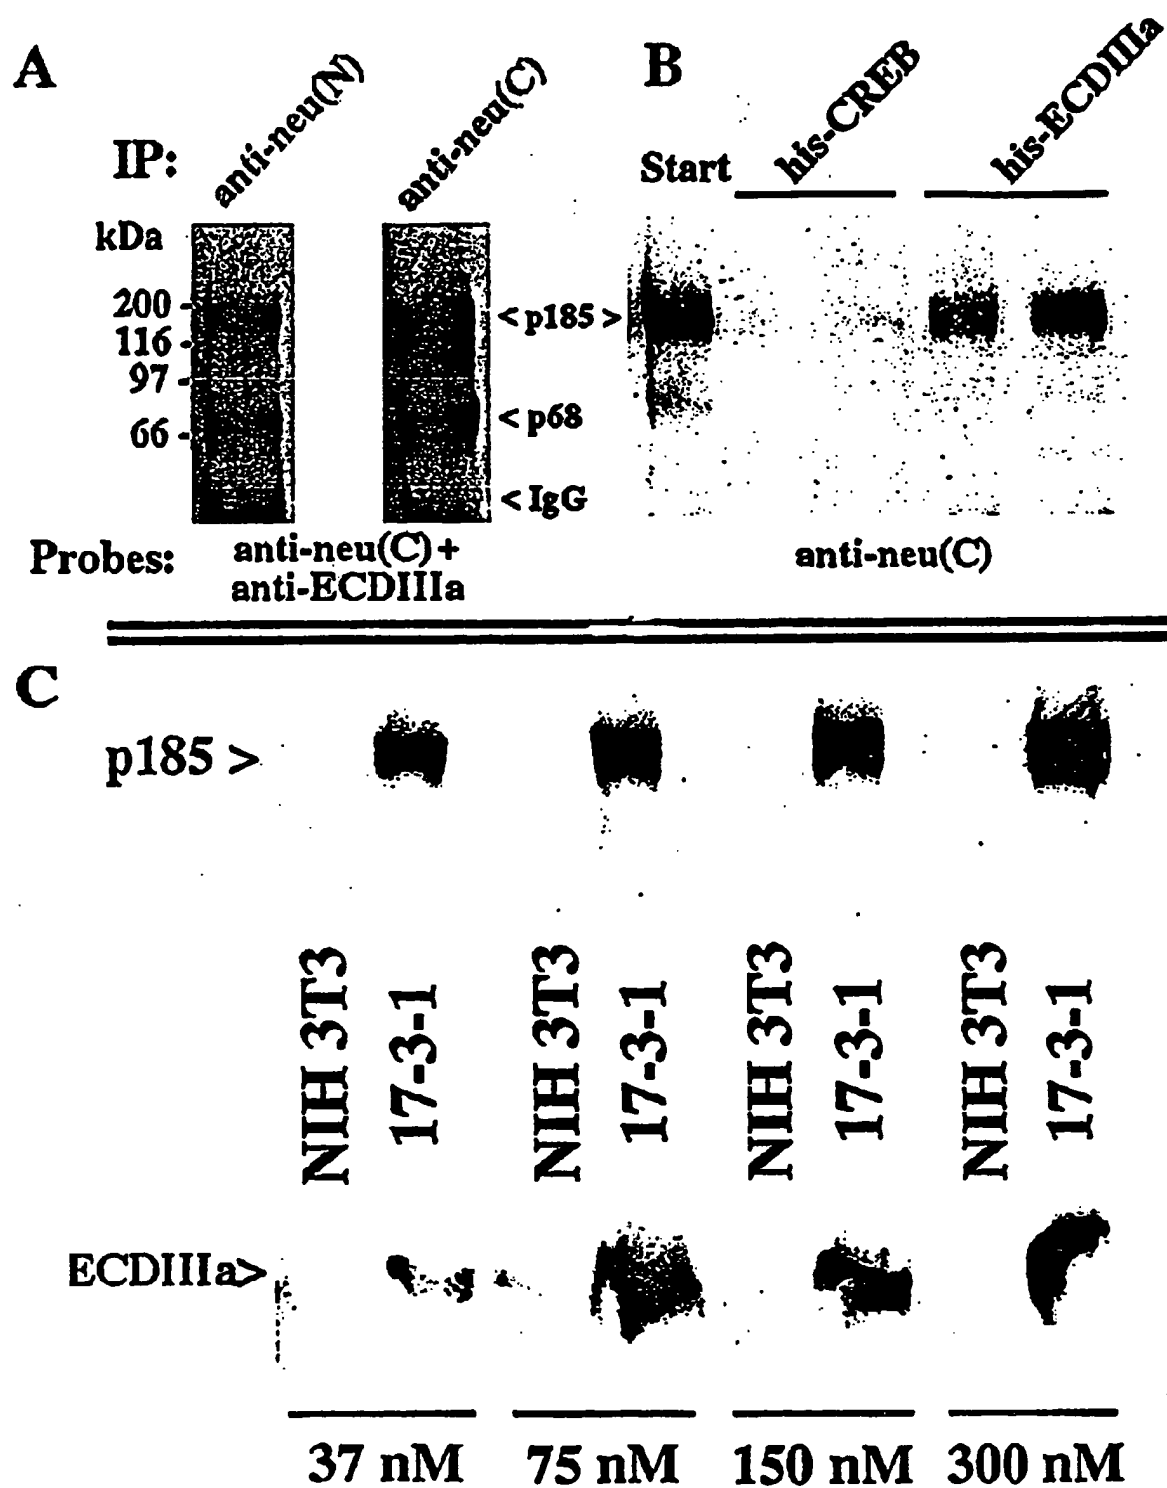 A
IP:
anti-neu(N)
anti-neu(C)
kDa
200 -
116 -
97 -
66 -
< p185 >
< p68
< IgG
Probes:
anti-neu(C) +
anti-ECDIIIa
B
Start
his-CREB
his-ECDIIIa
anti-neu(C)
C
p185 >
NIH 3T3
17-3-1
NIH 3T3
17-3-1
NIH 3T3
17-3-1
NIH 3T3
17-3-1
ECDIIIa>
37 nM
75 nM
150 nM
300 nM